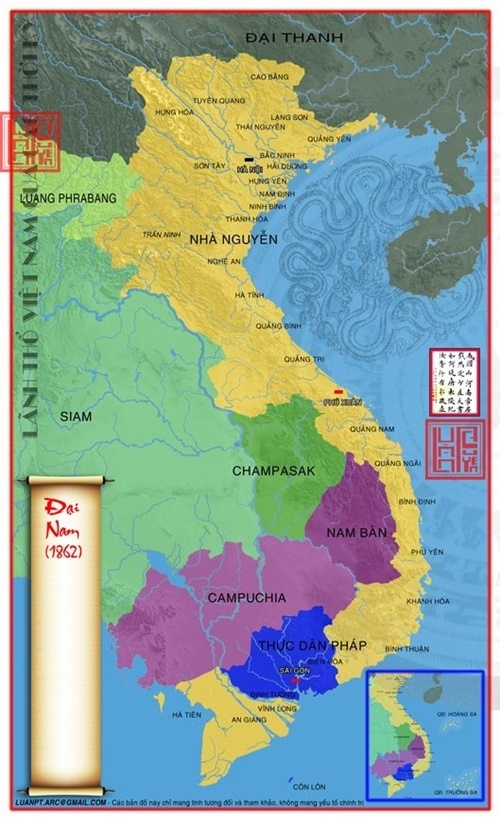 ĐẠI THANH
CAO BẰNG
TUYÊN QUANG
HƯNG HÓA
LẠNG SƠN
THÁI NGUYÊN
QUẢNG YÊN
BẮC NINH
SƠN TÂY
HÀ NỘI
HẢI DƯƠNG
HƯNG YÊN
NAM ĐỊNH
NINH BÌNH
THANH HÓA
LUANG PHRABANG
TRẤN NINH
NHÀ NGUYỄN
NGHỆ AN
HÀ TĨNH
QUẢNG BÌNH
QUẢNG TRỊ
PHÚ XUÂN
LÃNH THỔ VIỆT NAM QUA TỪNG THỜI KỲ
SIAM
QUẢNG NAM
CHAMPASAK
QUẢNG NGÃI
BÌNH ĐỊNH
NAM BÀN
PHÚ YÊN
Đại
Nam
(1862)
CAMPUCHIA
KHÁNH HÒA
THỰC DÂN PHÁP
BÌNH THUẬN
BIÊN HÒA
SÀI GÒN
ĐỊNH TƯỜNG
VĨNH LONG
HÀ TIÊN
AN GIANG
CÔN LÔN
QĐ. HOÀNG SA
QĐ. TRƯỜNG SA
LUANPT.ARC@GMAIL.COM - Các bản đồ này chỉ mang tính tương đối và tham khảo, không mang yếu tố chính trị